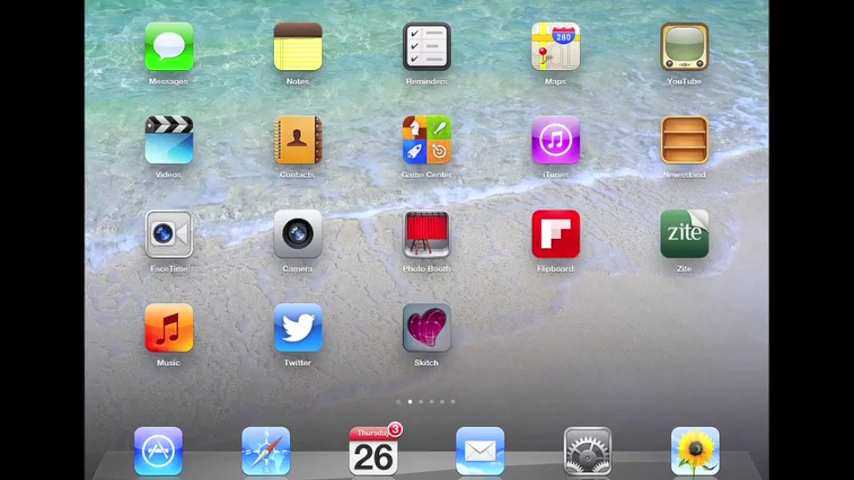 280
Messages
Notes
Reminders
Maps
YouTube
Videos
Contacts
Game Center
iTunes
Newsstand
FaceTime
Camera
Photo Booth
Flipboard
zite
Zite
Music
Twitter
Skitch
Thursday
3
26